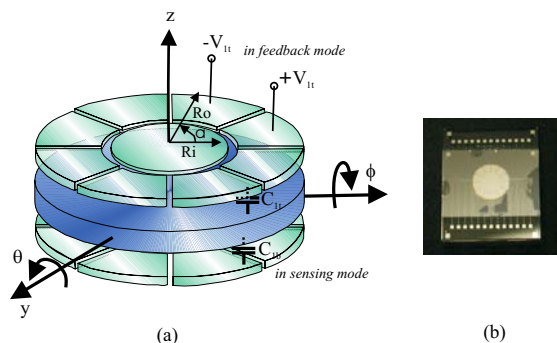 z
-V1t
in feedback mode
+V1t
Ro
α
Ri
ϕ
C1t
θ
C1b
in sensing mode
y
(a)
(b)